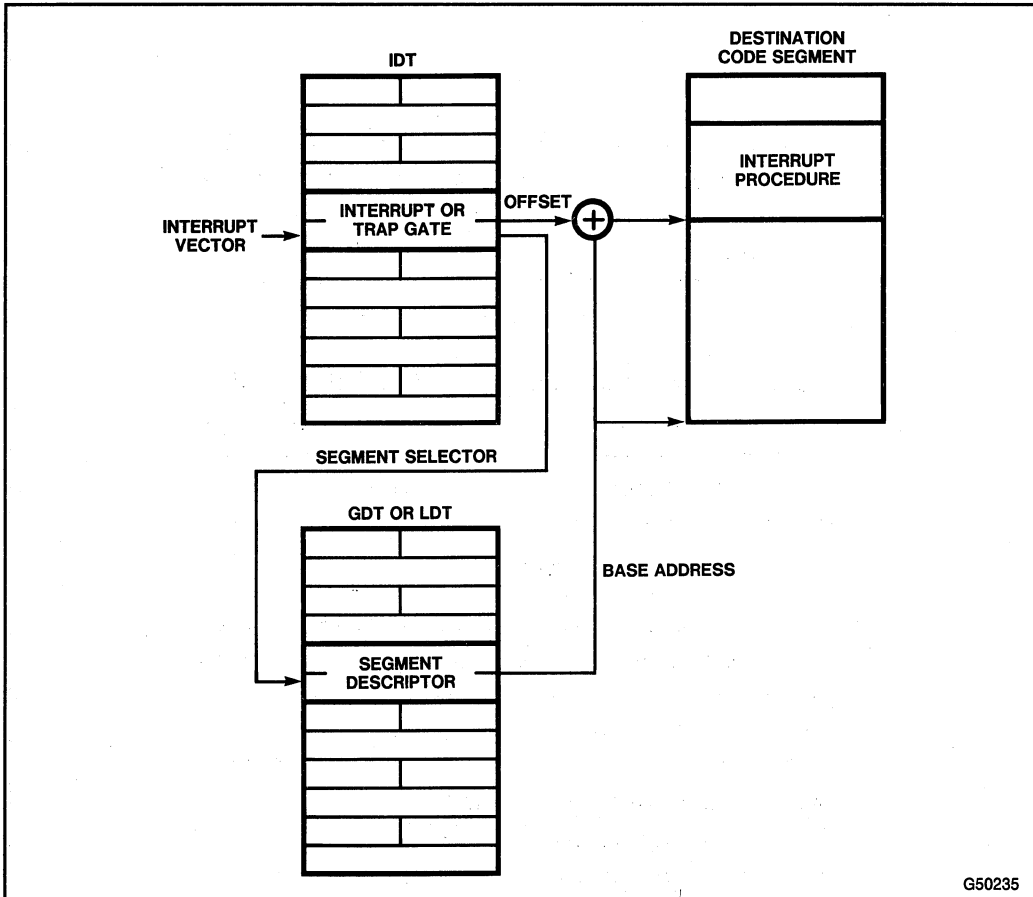 IDT
DESTINATION
CODE SEGMENT
INTERRUPT
PROCEDURE
INTERRUPT
VECTOR
INTERRUPT OR
TRAP GATE
OFFSET
+
SEGMENT SELECTOR
GDT OR LDT
BASE ADDRESS
SEGMENT
DESCRIPTOR
G50235